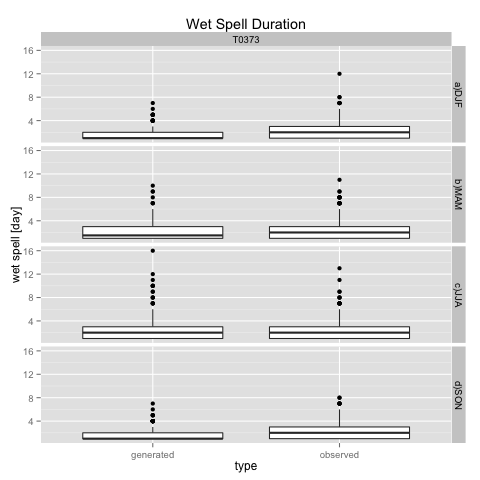 Wet Spell Duration
T0373
16
12
8
4
a)DJF
16
12
8
4
b)MAM
16
12
8
4
c)JJA
16
12
8
4
d)SON
wet spell [day]
generated observed
type